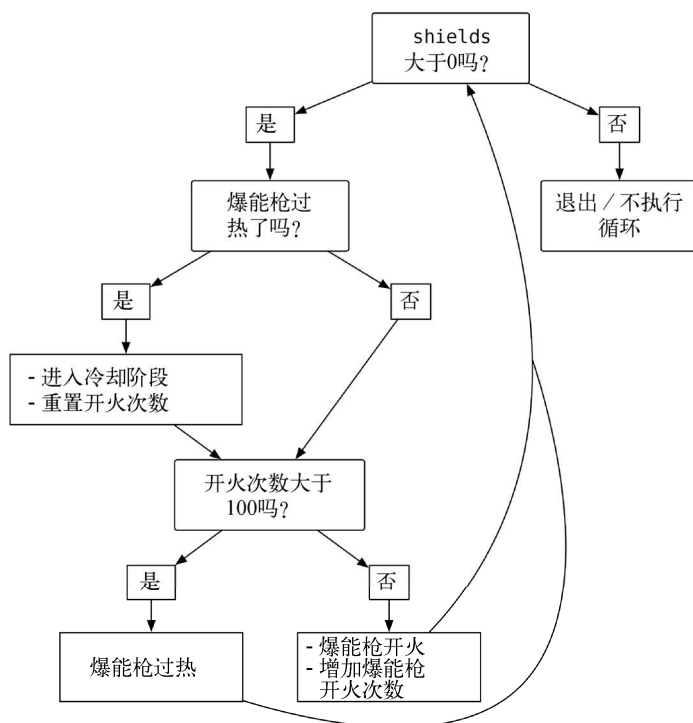 shields
大于0吗?
是
否
爆能枪过
热了吗?
退出/不执行
循环
是
否
- 进入冷却阶段
- 重置开火次数
开火次数大于
100吗?
是
否
爆能枪过热
- 爆能枪开火
- 增加爆能枪
开火次数